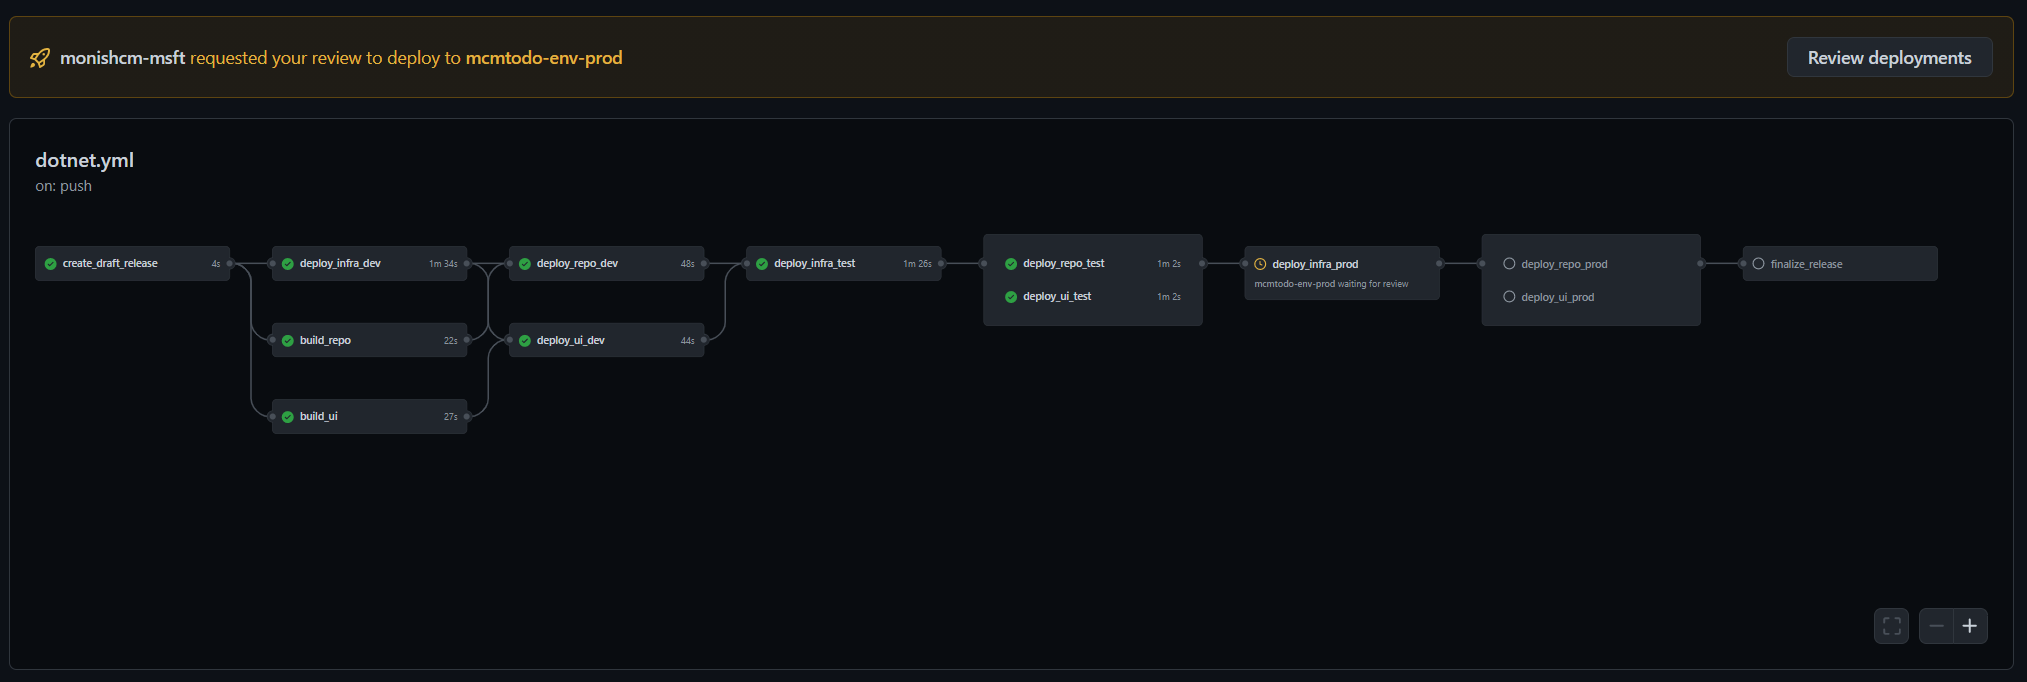 monishcm-msft requested your review to deploy to mcmtodo-env-prod
Review deployments
dotnet.yml
on: push
create_draft_release 4s
deploy_infra_dev 1m 34s
build_repo 22s
build_ui 27s
deploy_repo_dev 48s
deploy_ui_dev 44s
deploy_infra_test 1m 26s
deploy_repo_test 1m 2s
deploy_ui_test 1m 2s
deploy_infra_prod
mcmtodo-env-prod waiting for review
deploy_repo_prod
deploy_ui_prod
finalize_release